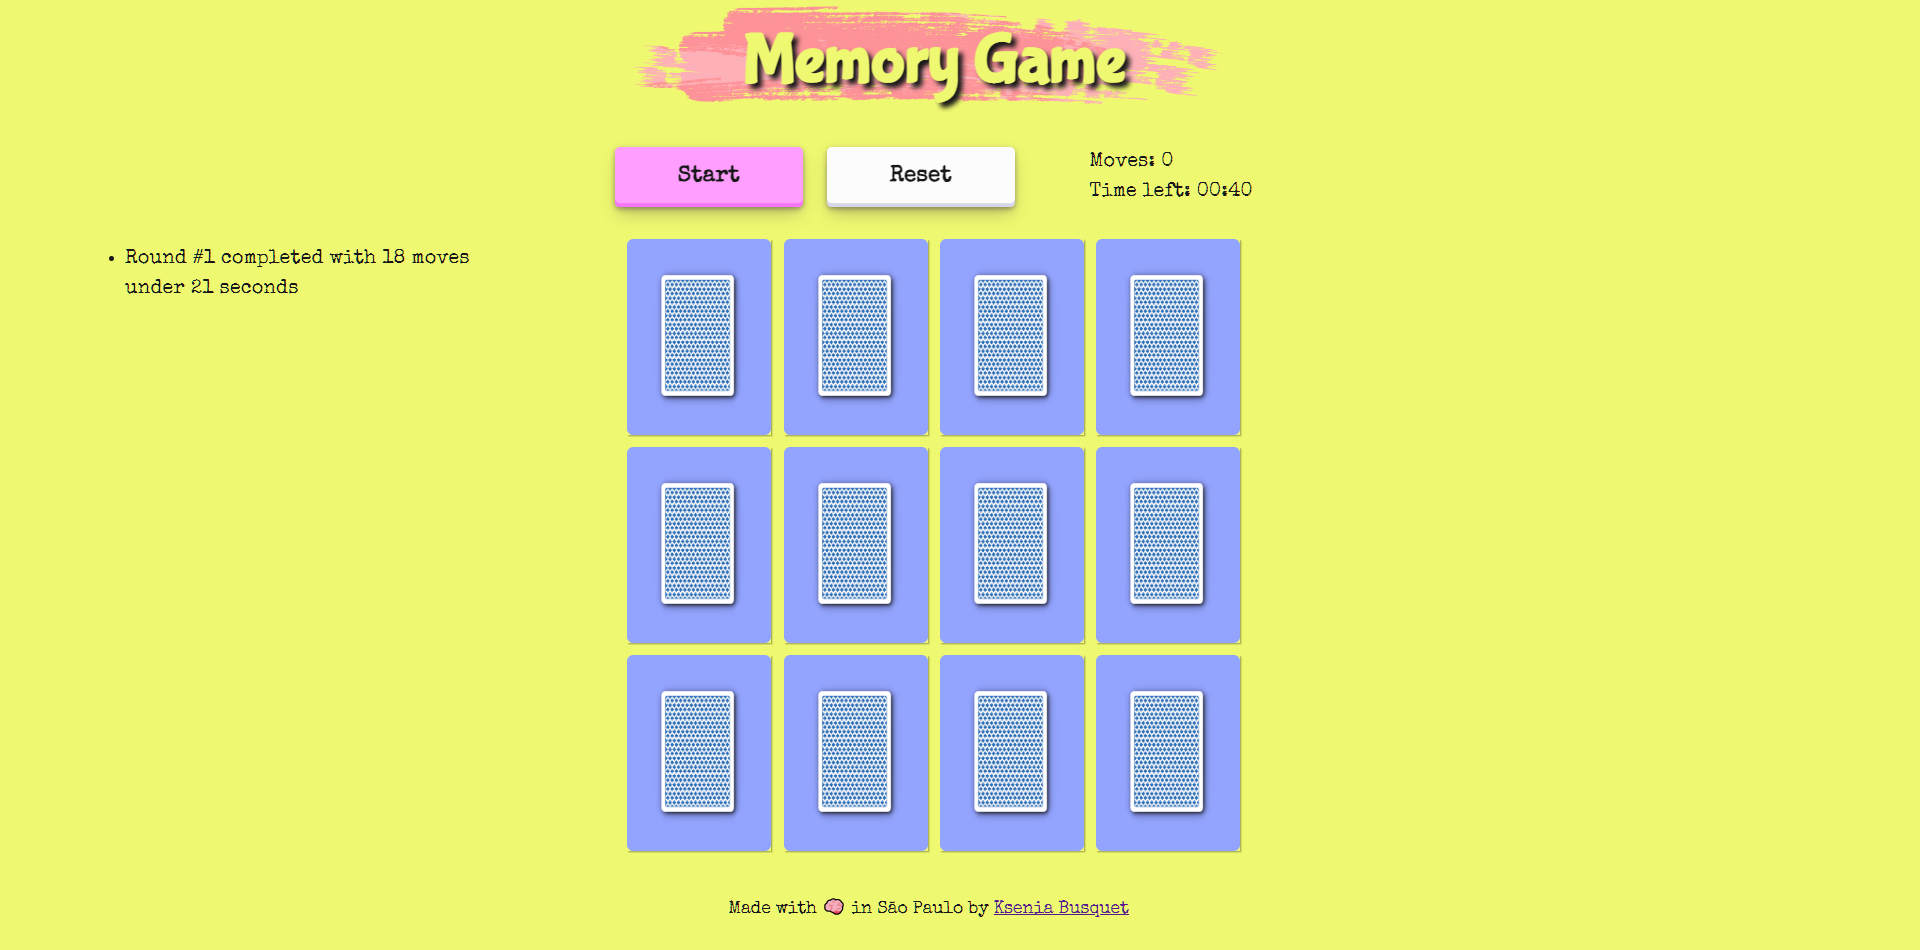 Memory Game
Start
Reset
Moves: 0
Time left: 00:40
Round #1 completed with 18 moves
under 21 seconds
Made with 🧠 in São Paulo by Ksenia Busquet